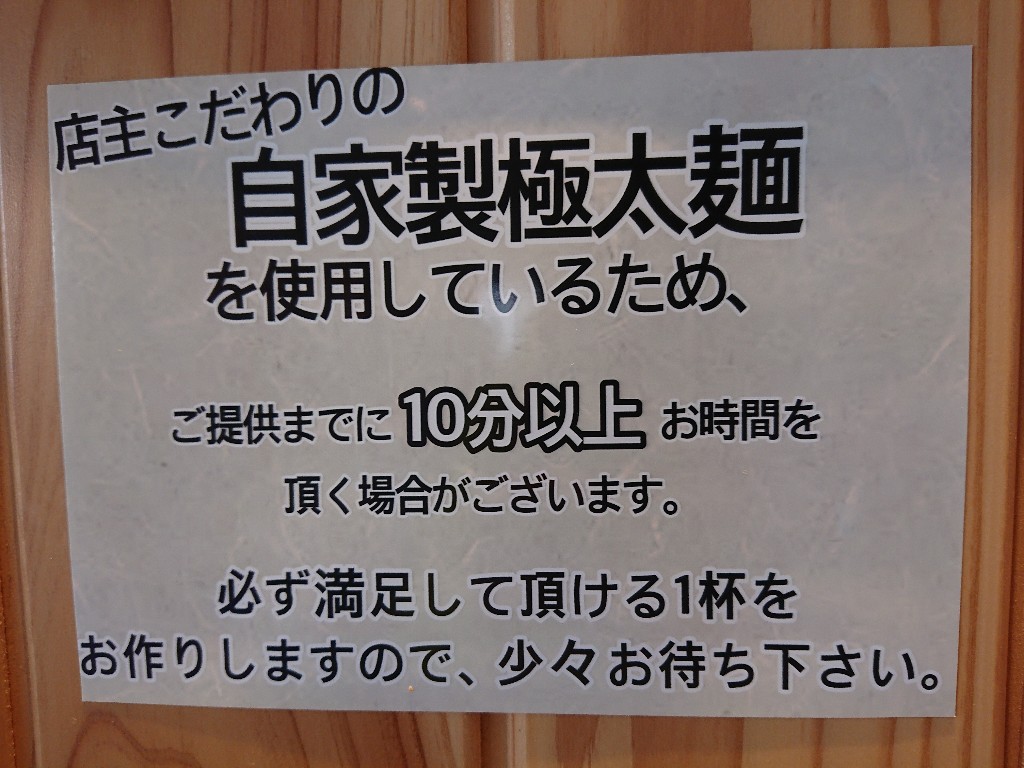 店主こだわりの
自家製極太麺
を使用しているため、
ご提供までに10分以上お時間を
頂く場合がございます。
必ず満足して頂ける1杯を
お作りしますので、少々お待ち下さい。